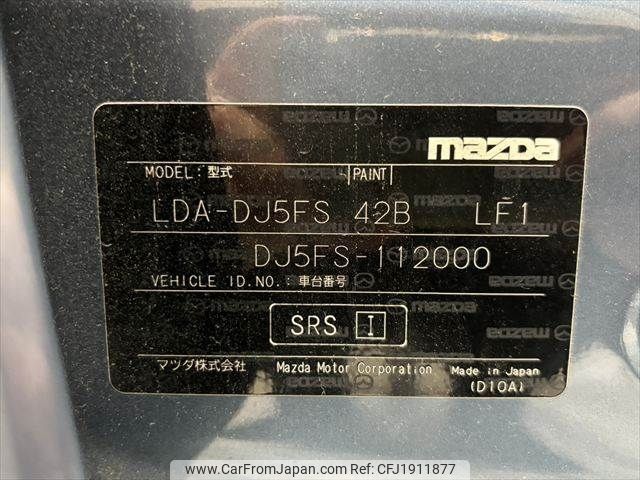 mazDa
MODEL: 型式 PAINT
LDA-DJ5FS 42B LF1
DJ5FS-112000
VEHICLE ID.NO.: 車台番号
SRS I
マツダ株式会社 Mazda Motor Corporation Made in Japan
(D10A)
www.CarFromJapan.com - CFJ1911877